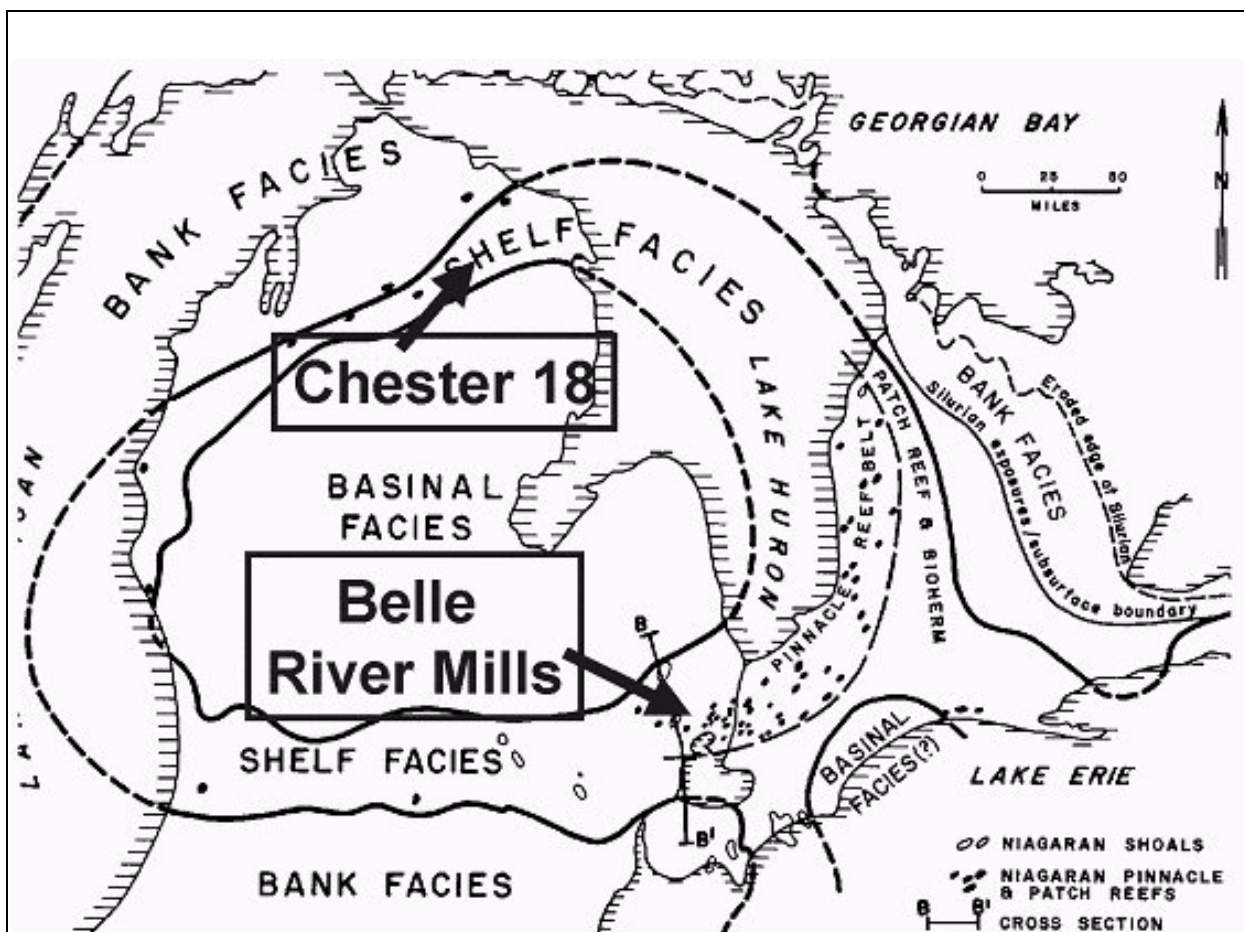 GEORGIAN BAY
0 25 50
MILES
N
BANK FACIES
SHELF FACIES
LAKE HURON
Chester 18
BASINAL
FACIES
PATCH REEF & BIOHERM
PINNACLE REEF BELT
BANK FACIES
Silurian exposures/subsurface boundary
Eroded edge of Silurian
Belle
River Mills
B
B'
SHELF FACIES
BANK FACIES
BASINAL
FACIES(?)
LAKE ERIE
NIAGARAN SHOALS
NIAGARAN PINNACLE
& PATCH REEFS
B B'
CROSS SECTION